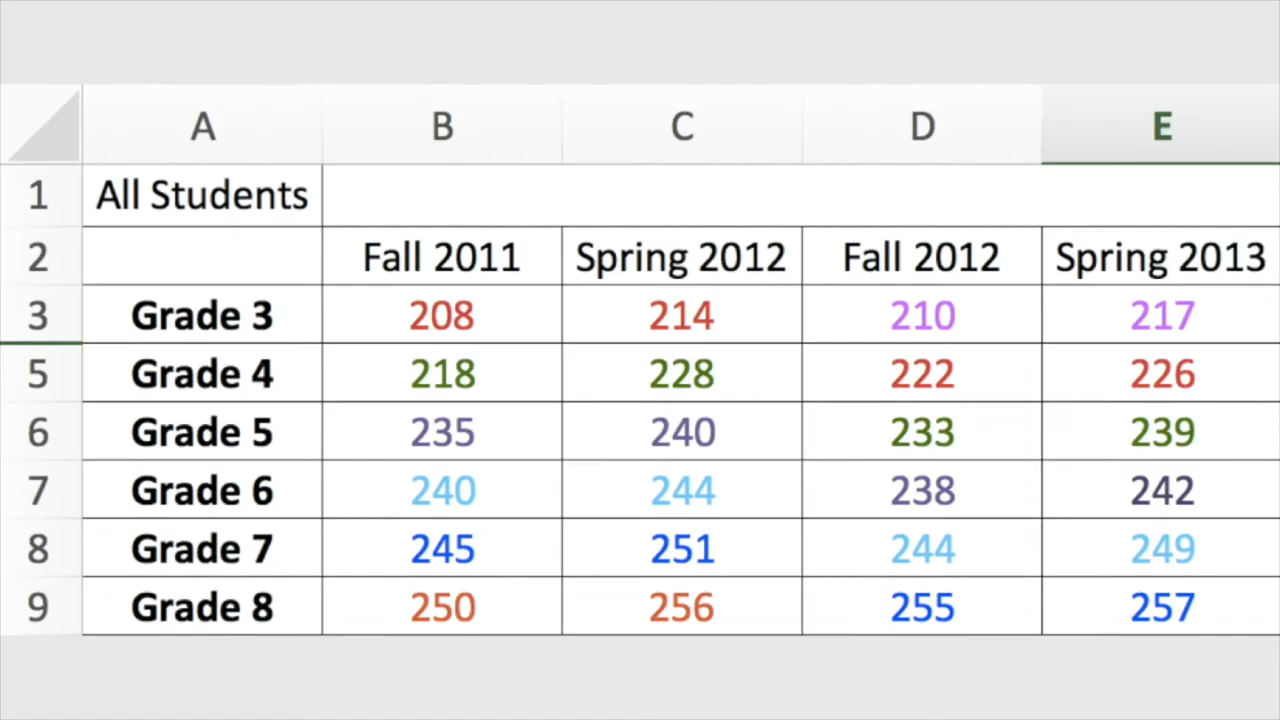 A B C D E
1 All Students
2 Fall 2011 Spring 2012 Fall 2012 Spring 2013
3 Grade 3 208 214 210 217
5 Grade 4 218 228 222 226
6 Grade 5 235 240 233 239
7 Grade 6 240 244 238 242
8 Grade 7 245 251 244 249
9 Grade 8 250 256 255 257